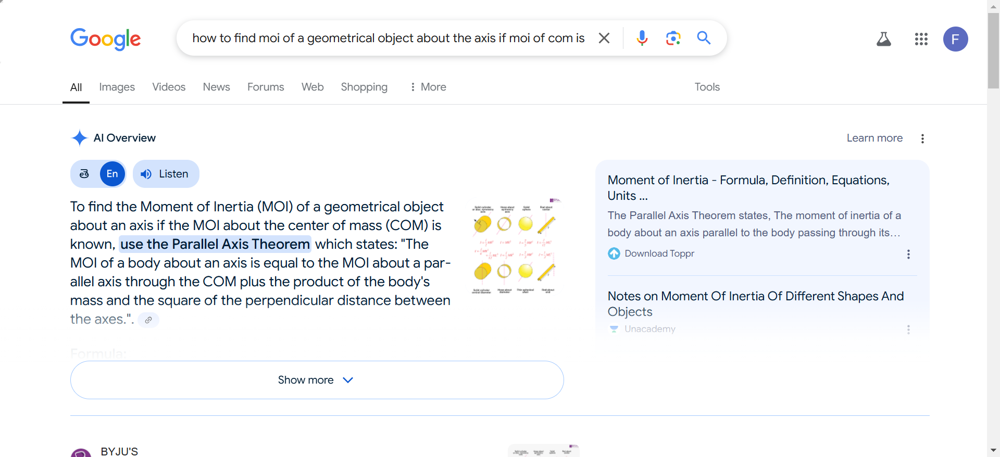 Google
how to find moi of a geometrical object about the axis if moi of com is
F
All Images Videos News Forums Web Shopping More Tools
AI Overview
Learn more
తె En Listen
To find the Moment of Inertia (MOI) of a geometrical object
about an axis if the MOI about the center of mass (COM) is
known, use the Parallel Axis Theorem which states: "The
MOI of a body about an axis is equal to the MOI about a par-
allel axis through the COM plus the product of the body's
mass and the square of the perpendicular distance between
the axes.".
Formula:
Show more
Moment of Inertia - Formula, Definition, Equations,
Units ...
The Parallel Axis Theorem states, The moment of inertia of a
body about an axis parallel to the body passing through its...
Download Toppr
Notes on Moment Of Inertia Of Different Shapes And
Objects
Unacademy
BYJU'S